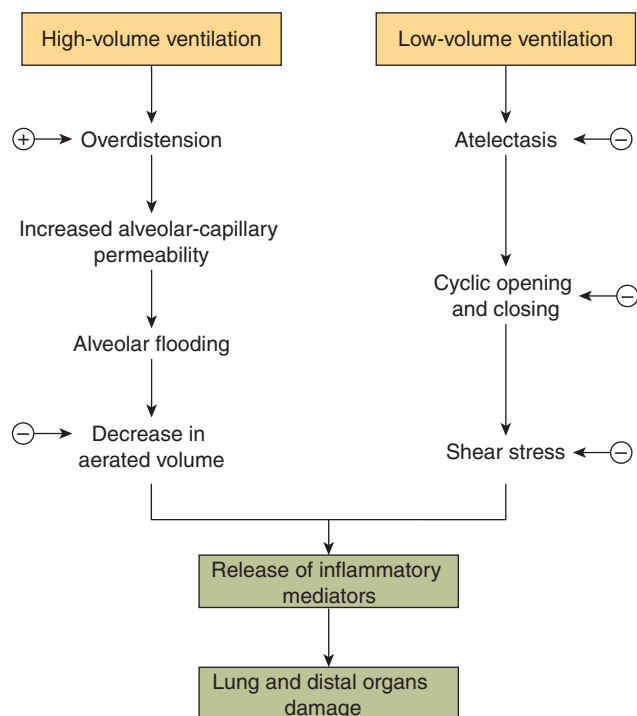 High-volume ventilation
Low-volume ventilation
+
Overdistension
Atelectasis
−
Increased alveolar-capillary
permeability
Cyclic opening
and closing
−
Alveolar flooding
−
Decrease in
aerated volume
Shear stress
−
Release of inflammatory
mediators
Lung and distal organs
damage